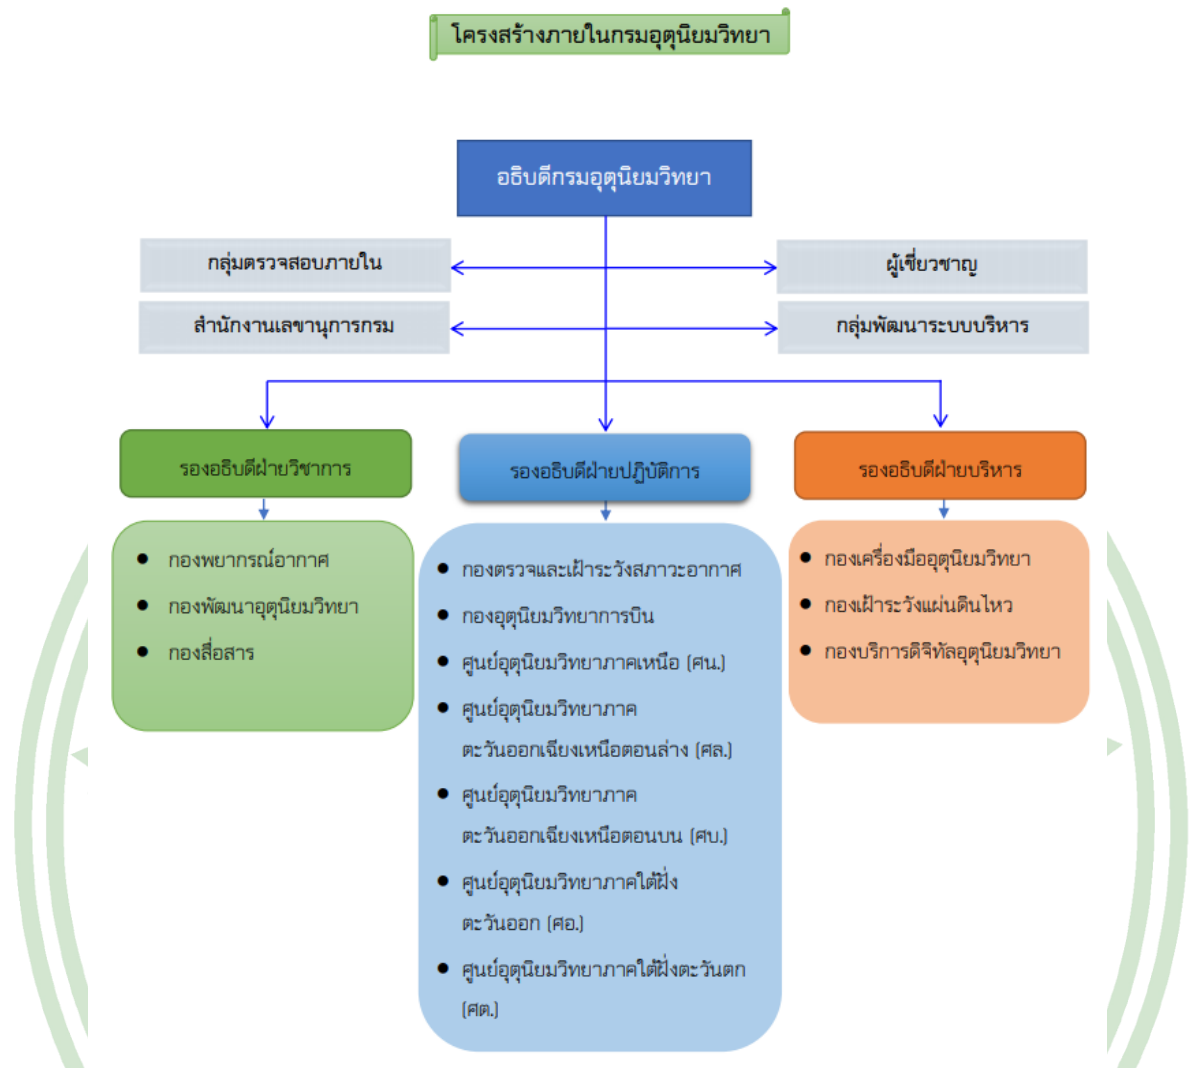 โครงสร้างภายในกรมอุตุนิยมวิทยา
อธิบดีกรมอุตุนิยมวิทยา
กลุ่มตรวจสอบภายใน
ผู้เชี่ยวชาญ
สำนักงานเลขานุการกรม
กลุ่มพัฒนาระบบบริหาร
รองอธิบดีฝ่ายวิชาการ
รองอธิบดีฝ่ายปฏิบัติการ
รองอธิบดีฝ่ายบริหาร
กองพยากรณ์อากาศ
กองพัฒนาอุตุนิยมวิทยา
กองสื่อสาร
กองตรวจและเฝ้าระวังสภาวะอากาศ
กองอุตุนิยมวิทยาการบิน
ศูนย์อุตุนิยมวิทยาภาคเหนือ (ศน.)
ศูนย์อุตุนิยมวิทยาภาค
ตะวันออกเฉียงเหนือตอนล่าง (ศล.)
ศูนย์อุตุนิยมวิทยาภาค
ตะวันออกเฉียงเหนือตอนบน (ศบ.)
ศูนย์อุตุนิยมวิทยาภาคใต้ฝั่ง
ตะวันออก (ศอ.)
ศูนย์อุตุนิยมวิทยาภาคใต้ฝั่งตะวันตก
(ศต.)
กองเครื่องมืออุตุนิยมวิทยา
กองเฝ้าระวังแผ่นดินไหว
กองบริการดิจิทัลอุตุนิยมวิทยา